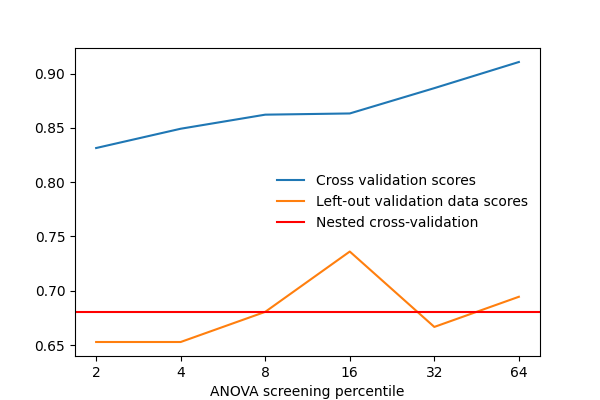 0.90
0.85
0.80
0.75
0.70
0.65
Cross validation scores
Left-out validation data scores
Nested cross-validation
2 4 8 16 32 64
ANOVA screening percentile